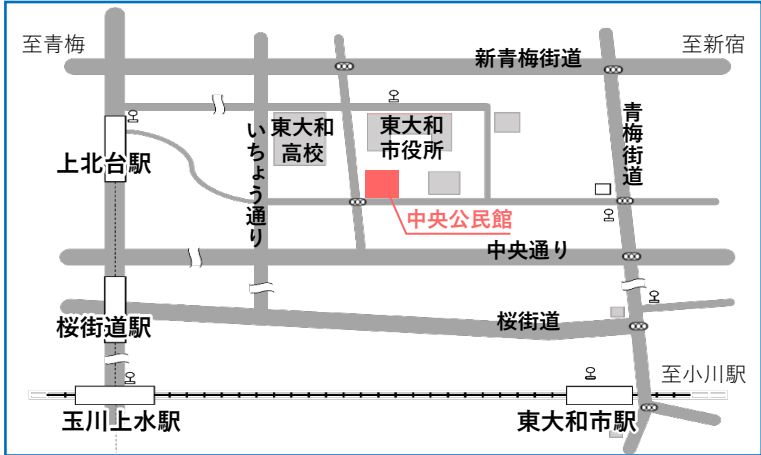 至青梅
新青梅街道
至新宿
東大和
高校
東大和
市役所
青梅街道
いちょう通り
上北台駅
中央公民館
中央通り
桜街道駅
桜街道
至小川駅
玉川上水駅
東大和市駅